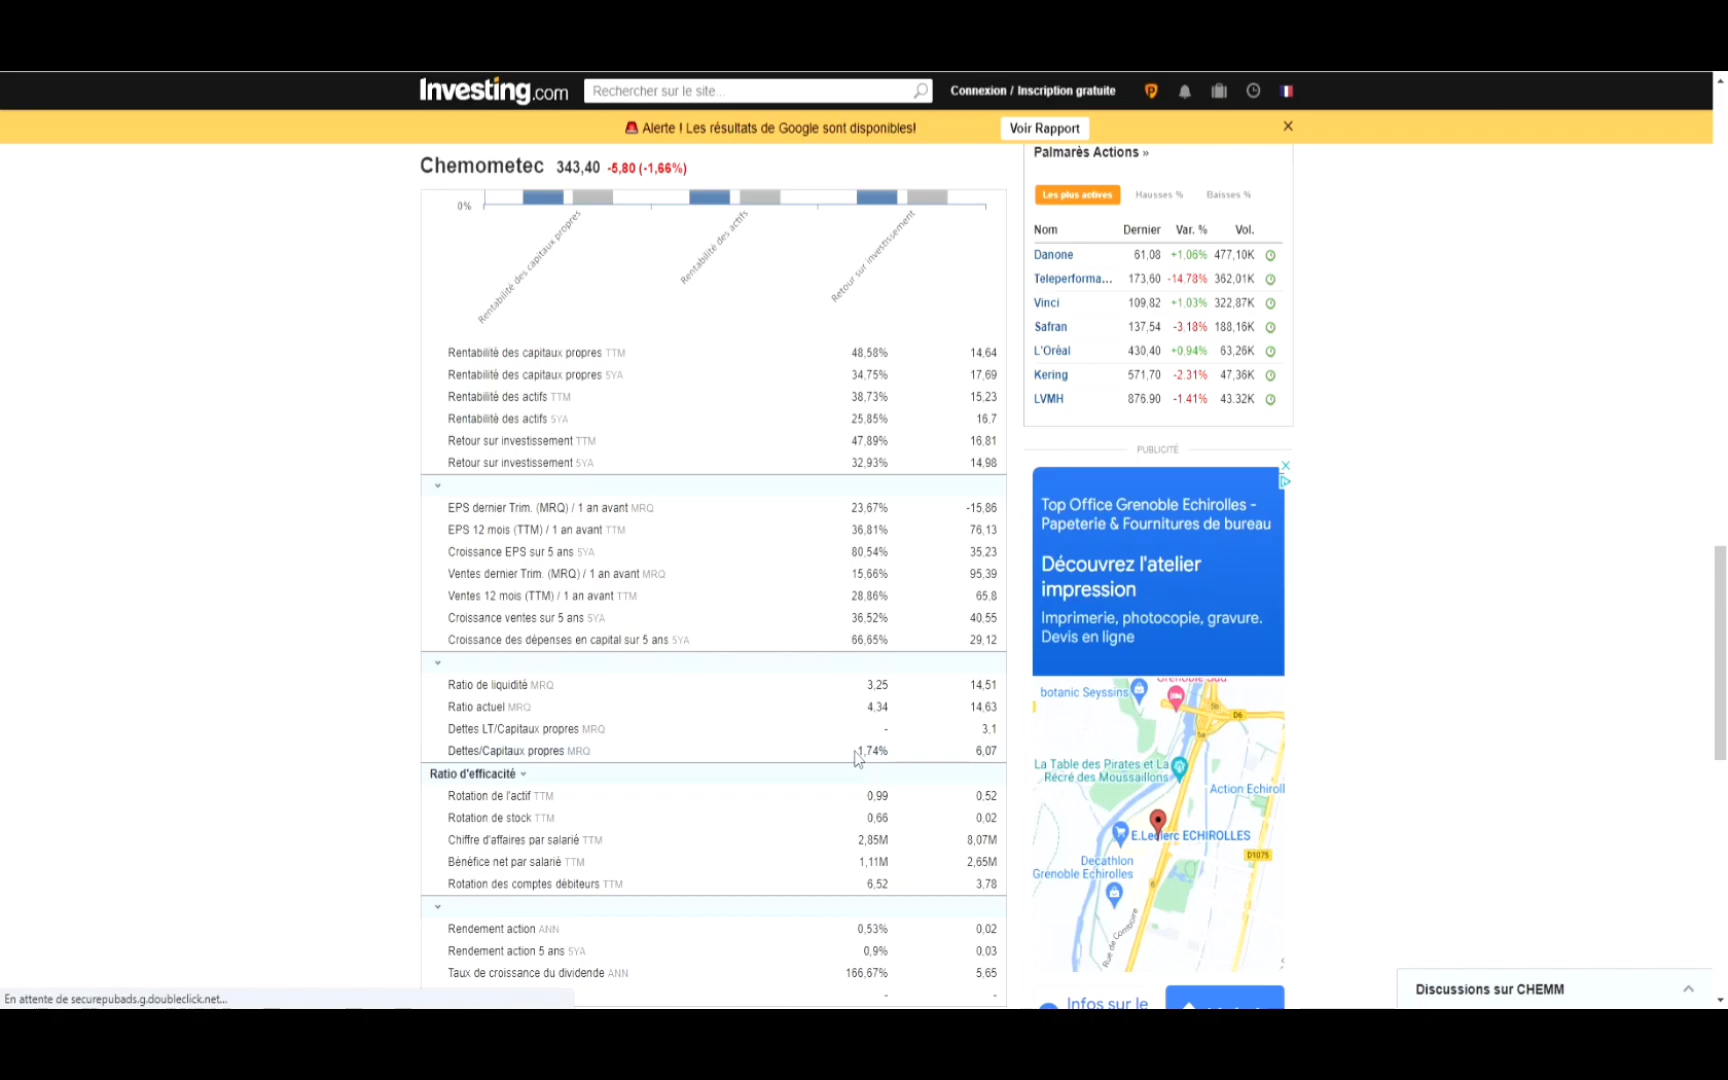 Investing.com
Rechercher sur le site...
Connexion / Inscription gratuite
Alerte ! Les résultats de Google sont disponibles!
Voir Rapport
Chemometec 343,40 -5,80 (-1,66%)
0%
Rentabilité des capitaux propres
Rentabilité des actifs
Retour sur investissement
Rentabilité des capitaux propres TTM 48,58% 14,64
Rentabilité des capitaux propres 5YA 34,75% 17,69
Rentabilité des actifs TTM 38,73% 15,23
Rentabilité des actifs 5YA 25,85% 16.7
Retour sur investissement TTM 47,89% 16,81
Retour sur investissement 5YA 32,93% 14,98
EPS dernier Trim. (MRQ) / 1 an avant MRQ 23,67% -15,86
EPS 12 mois (TTM) / 1 an avant TTM 36,81% 76,13
Croissance EPS sur 5 ans 5YA 80,54% 35,23
Ventes dernier Trim. (MRQ) / 1 an avant MRQ 15,66% 95,39
Ventes 12 mois (TTM) / 1 an avant TTM 28,86% 65,8
Croissance ventes sur 5 ans 5YA 36,52% 40,55
Croissance des dépenses en capital sur 5 ans 5YA 66,65% 29,12
Ratio de liquidité MRQ 3,25 14,51
Ratio actuel MRQ 4,34 14,63
Dettes LT/Capitaux propres MRQ - 3,1
Dettes/Capitaux propres MRQ 1,74% 6,07
Ratio d'efficacité
Rotation de l'actif TTM 0,99 0,52
Rotation de stock TTM 0,66 0,02
Chiffre d'affaires par salarié TTM 2,85M 8,07M
Bénéfice net par salarié TTM 1,11M 2,65M
Rotation des comptes débiteurs TTM 6,52 3,78
Rendement action ANN 0,53% 0,02
Rendement action 5 ans 5YA 0,9% 0,03
Taux de croissance du dividende ANN 166,67% 5.65
- -
Palmarès Actions »
Les plus actives Hausses % Baisses %
Nom Dernier Var. % Vol.
Danone 61,08 +1,06% 477,10K
Teleperforma... 173,60 -14.78% 362,01K
Vinci 109,82 +1,03% 322,87K
Safran 137,54 -3,18% 188,16K
L'Oréal 430,40 +0,94% 63,26K
Kering 571,70 -2.31% 47,36K
LVMH 876.90 -1.41% 43.32K
PUBLICITÉ
Top Office Grenoble Echirolles -
Papeterie & Fournitures de bureau
Découvrez l'atelier
impression
Imprimerie, photocopie, gravure.
Devis en ligne
Grenoble Sud
botanic Seyssins
D6
La Table des Pirates et La
Récré des Moussaillons
Action Echiroll
E.Leclerc ECHIROLLES
D1075
Decathlon
Grenoble Echirolles
Rue de Comboire
Infos sur le
En attente de securepubads.g.doubleclick.net...
Discussions sur CHEMM